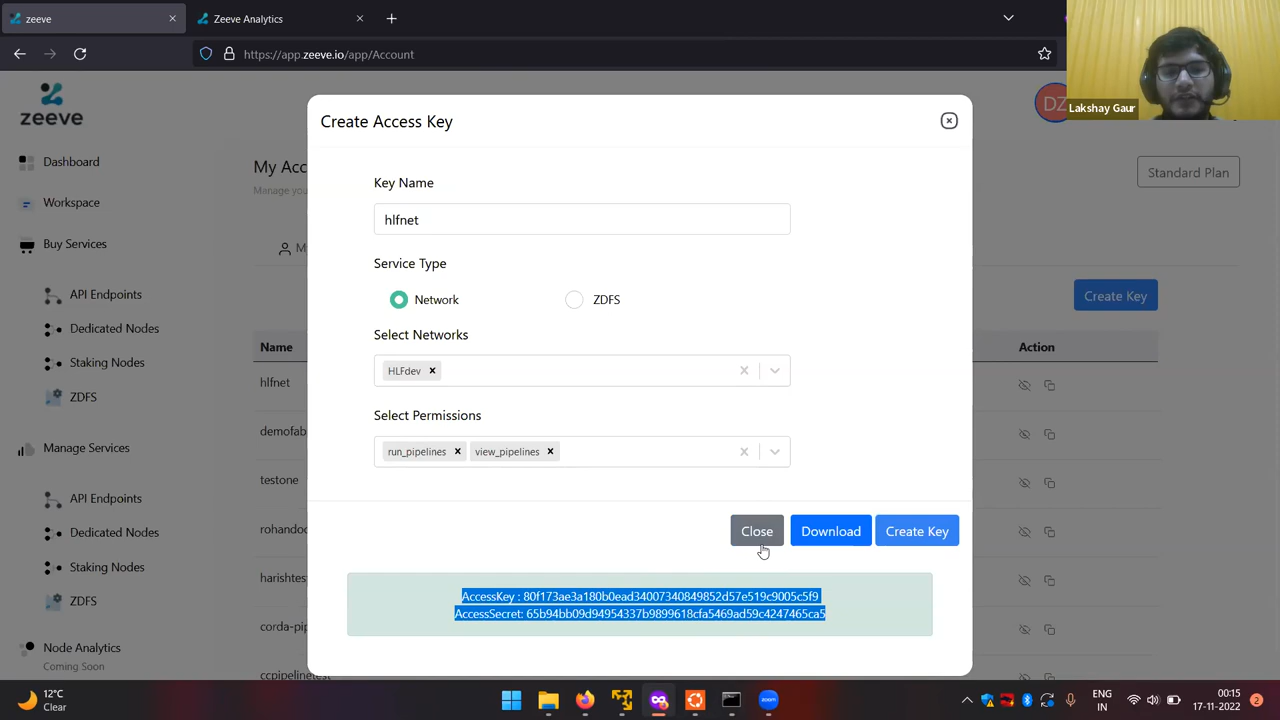 zeeve
Zeeve Analytics
https://app.zeeve.io/app/Account
zeeve
DZ
Lakshay Gaur
Create Access Key
Dashboard
My Acc
Standard Plan
Manage you
Key Name
Workspace
hlfnet
Buy Services
M
Service Type
API Endpoints
Network
ZDFS
Create Key
Dedicated Nodes
Select Networks
Name
Action
Staking Nodes
HLFdev
hlfnet
ZDFS
Select Permissions
demofab
Manage Services
run_pipelines
view_pipelines
testone
API Endpoints
Close
Download
Create Key
Dedicated Nodes
rohandoc
Staking Nodes
harishtes
AccessKey : 80f173ae3a180b0ead34007340849852d57e519c9005c5f9
AccessSecret: 65b94bb09d94954337b9899618cfa5469ad59c4247465ca5
ZDFS
corda-pip
Node Analytics
Coming Soon
ccpipelinetest
12°C
Clear
ENG
IN
00:15
17-11-2022
2